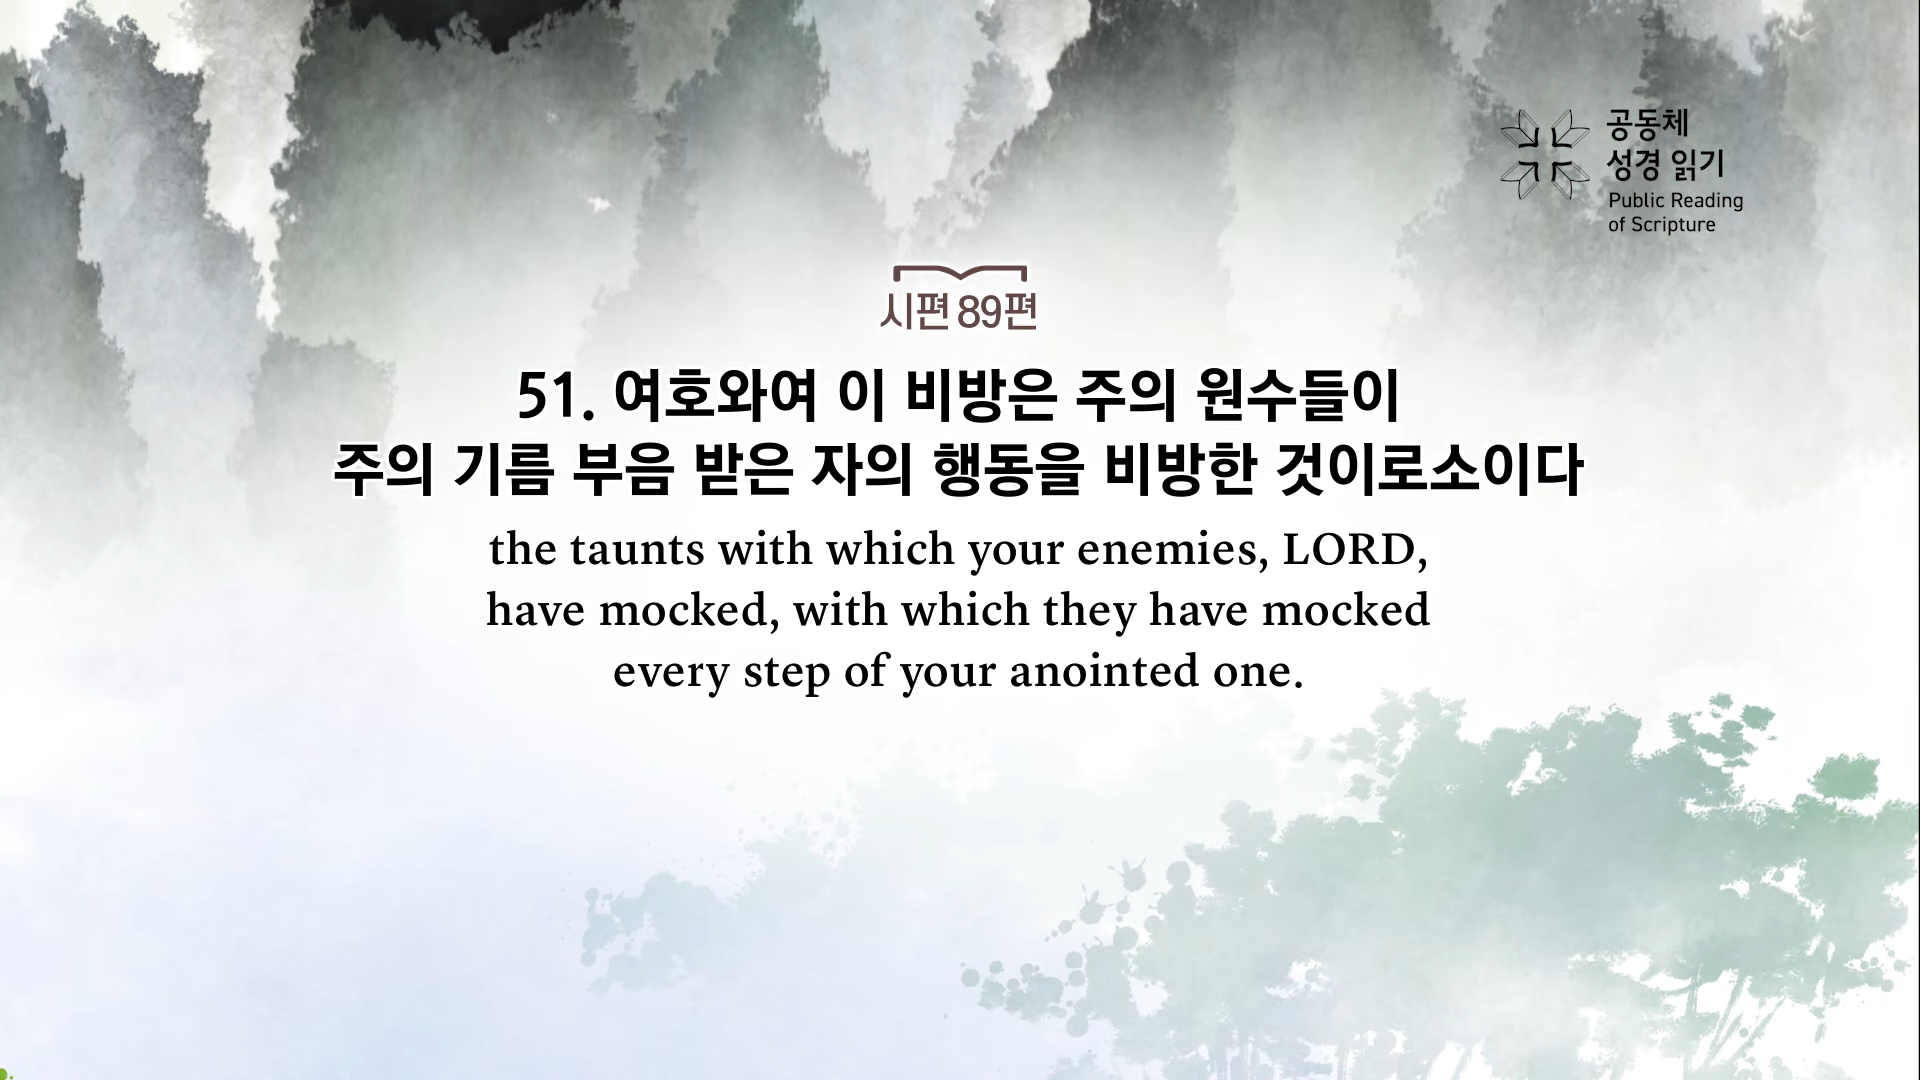 공동체
성경 읽기
Public Reading
of Scripture
시편 89편
51. 여호와여 이 비방은 주의 원수들이
주의 기름 부음 받은 자의 행동을 비방한 것이로소이다
the taunts with which your enemies, LORD,
have mocked, with which they have mocked
every step of your anointed one.